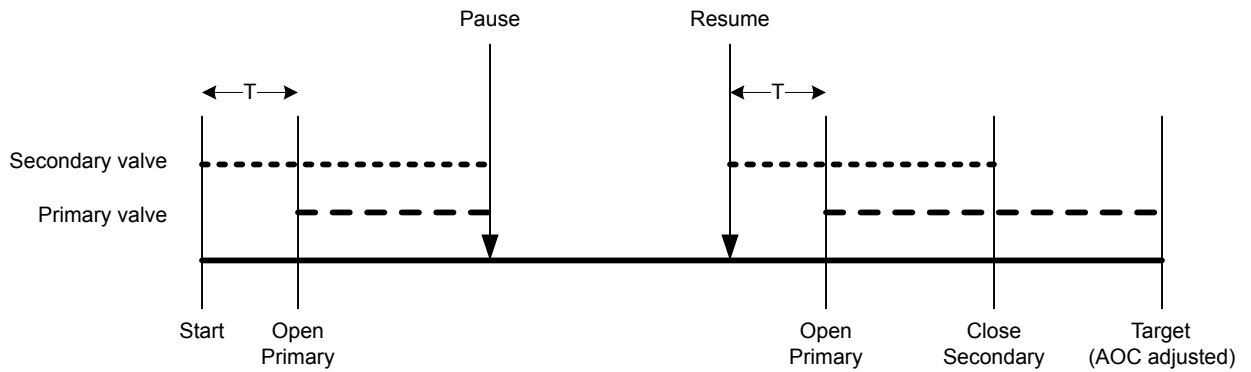 Pause
Resume
T
T
Secondary valve
Primary valve
Start
Open
Primary
Open
Primary
Close
Secondary
Target
(AOC adjusted)